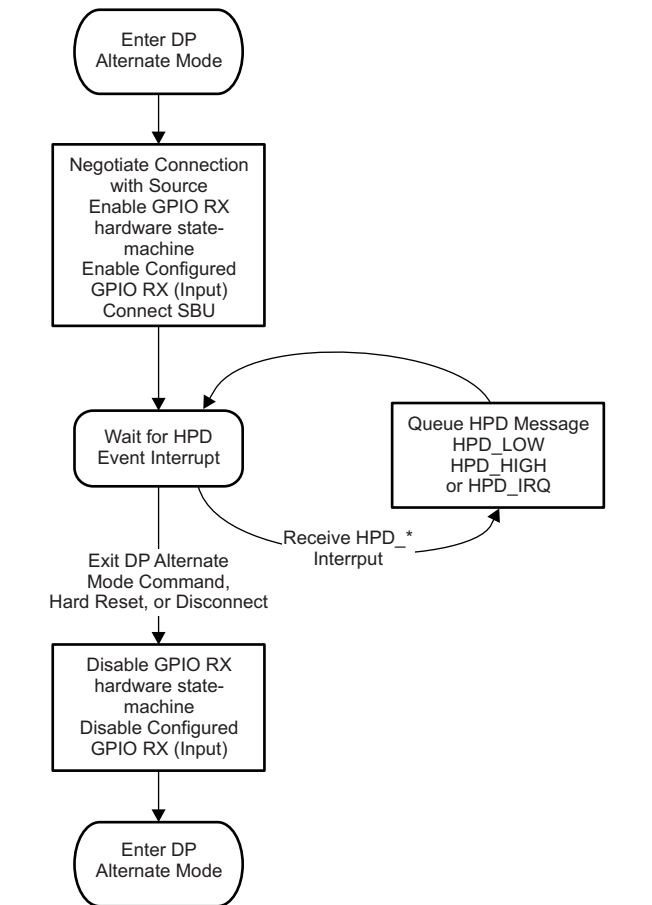 Enter DP
Alternate Mode
Negotiate Connection
with Source
Enable GPIO RX
hardware state-
machine
Enable Configured
GPIO RX (Input)
Connect SBU
Wait for HPD
Event Interrupt
Queue HPD Message
HPD_LOW
HPD_HIGH
or HPD_IRQ
Receive HPD_*
Interrput
Exit DP Alternate
Mode Command,
Hard Reset, or Disconnect
Disable GPIO RX
hardware state-
machine
Disable Configured
GPIO RX (Input)
Enter DP
Alternate Mode